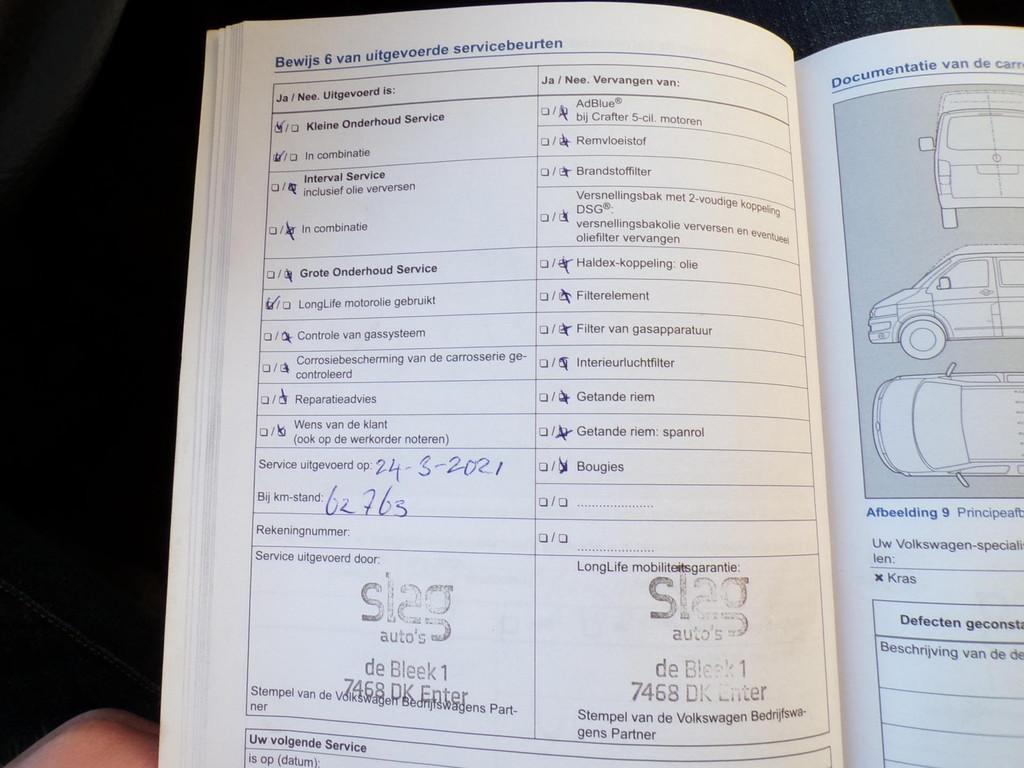 Bewijs 6 van uitgevoerde servicebeurten
Ja / Nee. Uitgevoerd is:
Kleine Onderhoud Service
In combinatie
Interval Service
inclusief olie verversen
In combinatie
Grote Onderhoud Service
LongLife motorolie gebruikt
Controle van gassysteem
Corrosiebescherming van de carrosserie ge-
controleerd
Reparatieadvies
Wens van de klant
(ook op de werkorder noteren)
Service uitgevoerd op: 24-3-2021
Bij km-stand: 62763
Rekeningnummer:
Service uitgevoerd door:
slag
auto's
de Bleek 1
7468 DK Enter
Stempel van de Volkswagen Bedrijfswagens Part-
ner
Ja / Nee. Vervangen van:
AdBlue®
bij Crafter 5-cil. motoren
Remvloeistof
Brandstoffilter
Versnellingsbak met 2-voudige koppeling
DSG®:
versnellingsbakolie verversen en eventueel
oliefilter vervangen
Haldex-koppeling: olie
Filterelement
Filter van gasapparatuur
Interieurluchtfilter
Getande riem
Getande riem: spanrol
Bougies
LongLife mobiliteitsgarantie:
slag
auto's
de Bleek 1
7468 DK Enter
Stempel van de Volkswagen Bedrijfswa-
gens Partner
Uw volgende Service
is op (datum):
Documentatie van de carr
Afbeelding 9 Principeafb
Uw Volkswagen-speciali
len:
× Kras
Defecten geconsta
Beschrijving van de de